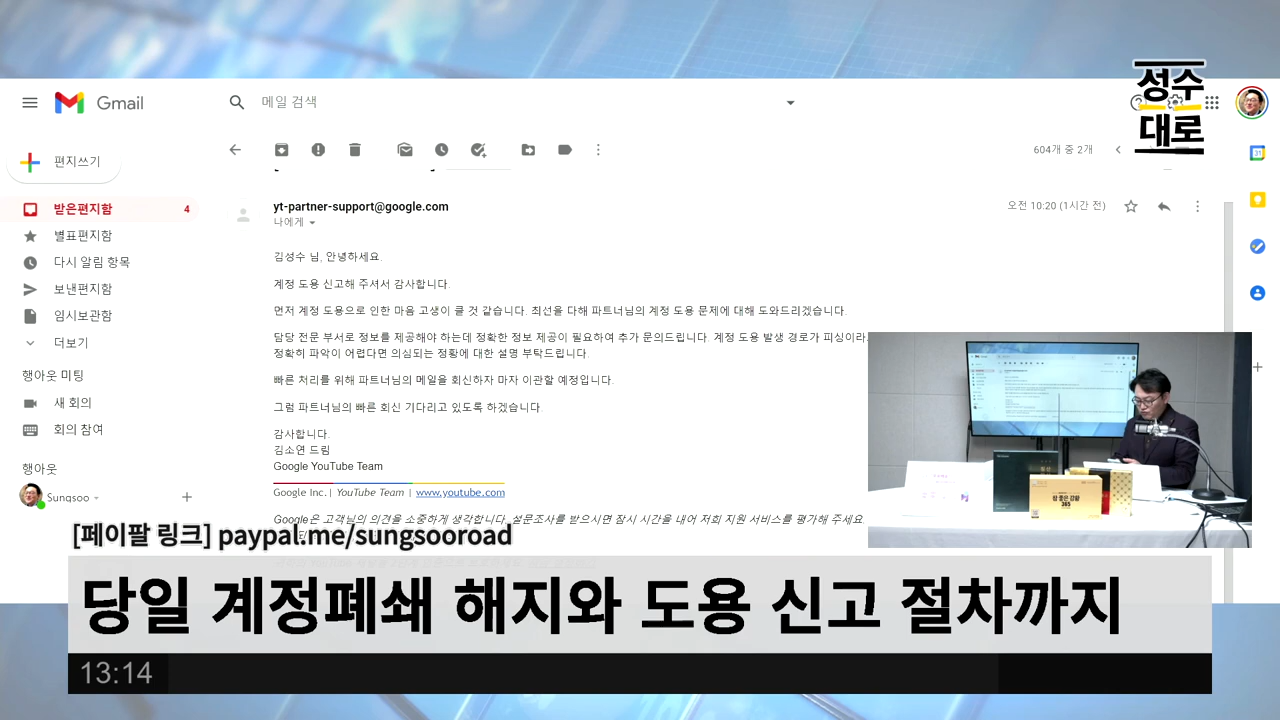 성수
대로
Gmail
메일 검색
편지쓰기
604개 중 2개
받은편지함
4
별표편지함
다시 알림 항목
보낸편지함
임시보관함
더보기
행아웃 미팅
새 회의
회의 참여
행아웃
Sungsoo
yt-partner-support@google.com
오전 10:20 (1시간 전)
나에게
김성수 님, 안녕하세요.
계정 도용 신고해 주셔서 감사합니다.
먼저 계정 도용으로 인한 마음 고생이 클 것 같습니다. 최선을 다해 파트너님의 계정 도용 문제에 대해 도와드리겠습니다.
담당 전문 부서로 정보를 제공해야 하는데 정확한 정보 제공이 필요하여 추가 문의드립니다. 계정 도용 발생 경로가 피싱이라
정확히 파악이 어렵다면 의심되는 정황에 대한 설명 부탁드립니다.
빠른 처리를 위해 파트너님의 메일을 회신하자 마자 이관할 예정입니다.
그럼 님의 빠른 회신 기다리고 있도록 하겠습니다.
감사합니다.
김소연 드림
Google YouTube Team
Google Inc. | YouTube Team | www.youtube.com
Google은 고객님의 의견을 소중하게 생각합니다. 설문조사를 받으시면 잠시 시간을 내어 저희 지원 서비스를 평가해 주세요
[페이팔 링크] paypal.me/sungsooroad
당일 계정폐쇄 해지와 도용 신고 절차까지
13:14